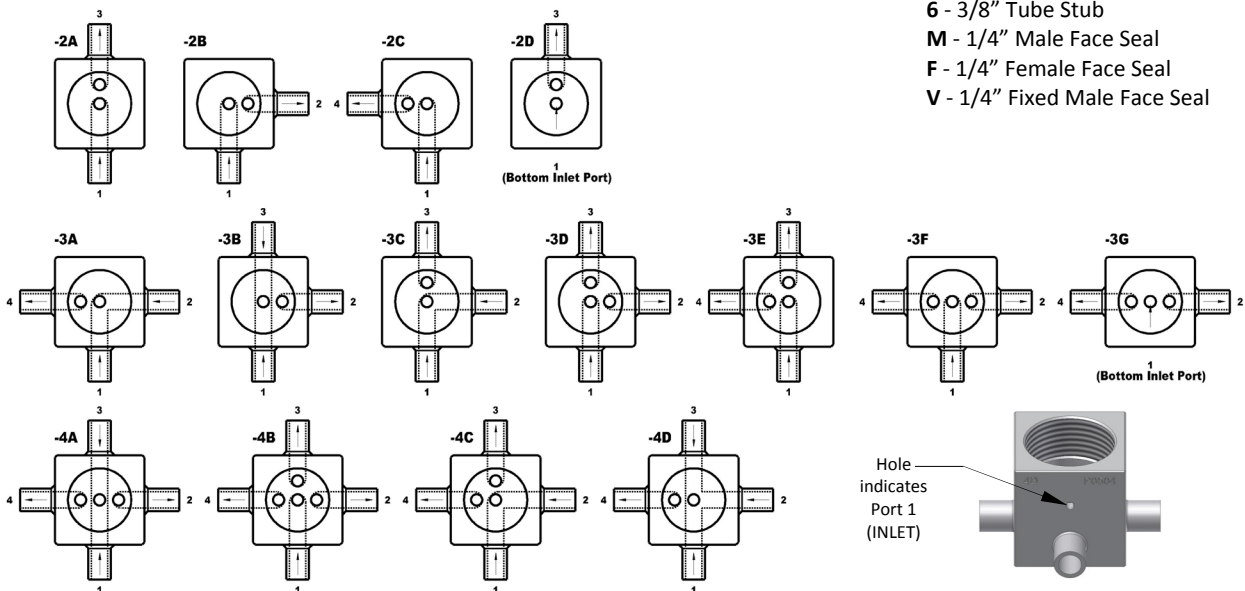 6 - 3/8” Tube Stub
M - 1/4” Male Face Seal
F - 1/4” Female Face Seal
V - 1/4” Fixed Male Face Seal
3
-2A
1
-2B
2
1
-2C
4
1
3
-2D
1
(Bottom Inlet Port)
-3A
4
2
1
3
-3B
2
1
3
-3C
2
1
3
-3D
2
1
3
-3E
4
1
-3F
4
2
1
-3G
4
2
1
(Bottom Inlet Port)
3
-4A
4
2
1
3
-4B
4
2
1
3
-4C
4
2
1
3
-4D
4
2
1
Hole
indicates
Port 1
(INLET)